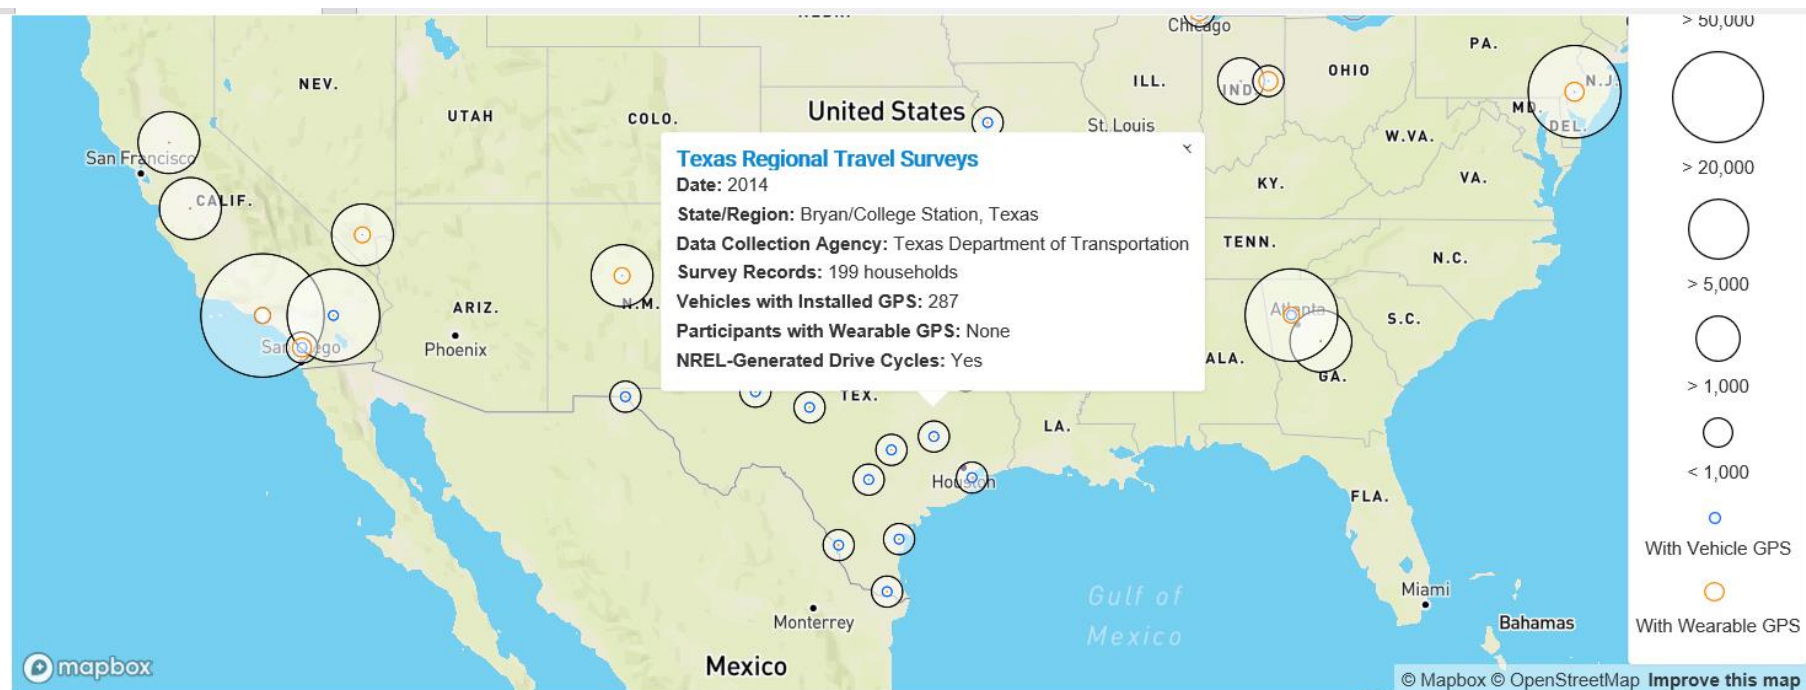 > 50,000
Chicago
PA.
NEV.
ILL.
IND
OHIO
N.J.
UTAH
COLO.
United States
St. Louis
MD.
DEL.
W.VA.
San Francisco
CALIF.
KY.
VA.
Texas Regional Travel Surveys
Date: 2014
State/Region: Bryan/College Station, Texas
Data Collection Agency: Texas Department of Transportation
Survey Records: 199 households
Vehicles with Installed GPS: 287
Participants with Wearable GPS: None
NREL-Generated Drive Cycles: Yes
> 20,000
TENN.
N.C.
> 5,000
ARIZ.
N.M.
Atlanta
S.C.
San Diego
Phoenix
ALA.
GA.
> 1,000
TEX.
LA.
< 1,000
Houston
FLA.
With Vehicle GPS
Gulf of
Mexico
Miami
Monterrey
Bahamas
With Wearable GPS
Mexico
mapbox
© Mapbox © OpenStreetMap Improve this map